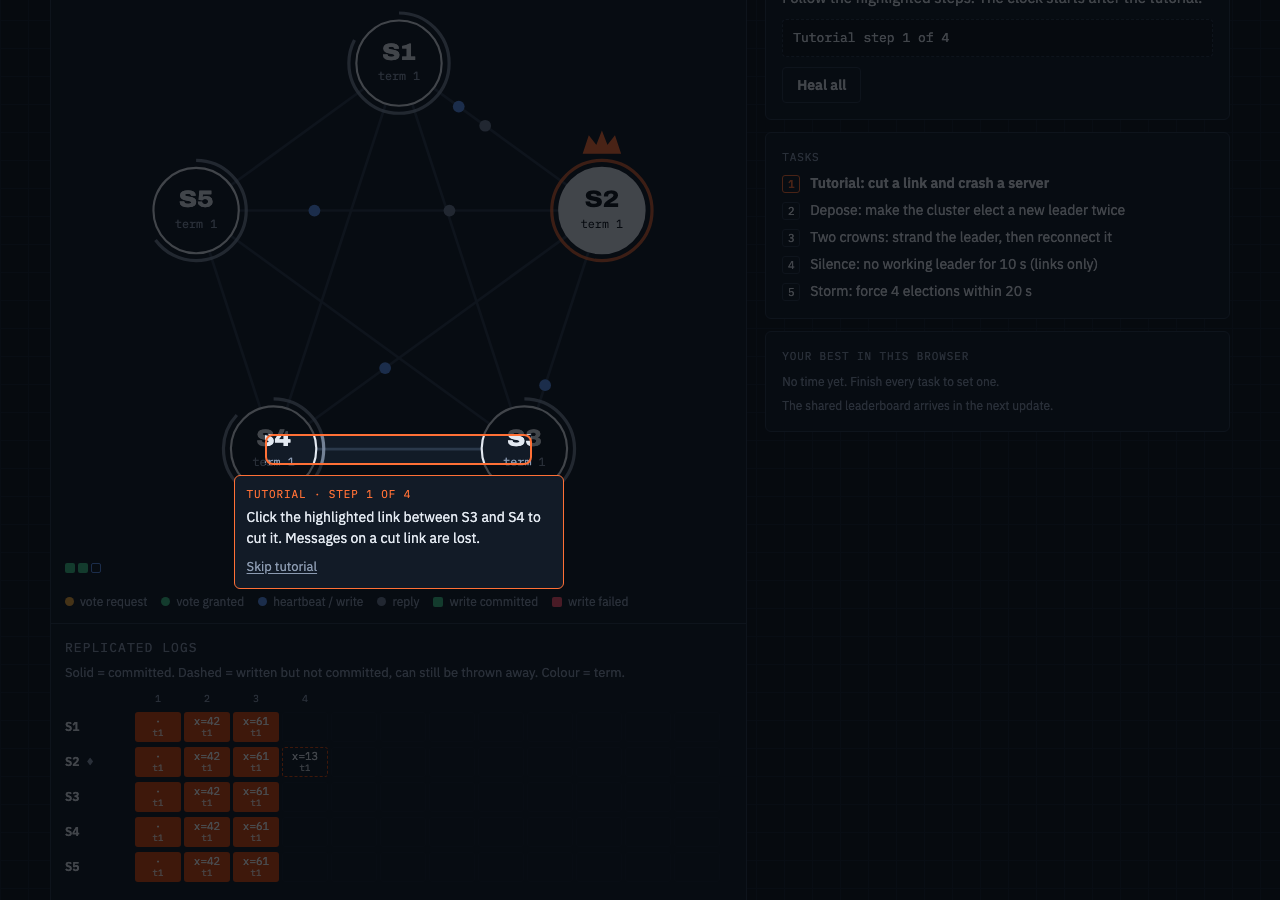 Follow the highlighted steps. The clock starts after the tutorial.
Tutorial step 1 of 4
Heal all
S1
term 1
S5
term 1
S2
term 1
S4
term 1
S3
term 1
TUTORIAL · STEP 1 OF 4
Click the highlighted link between S3 and S4 to
cut it. Messages on a cut link are lost.
Skip tutorial
vote request vote granted heartbeat / write reply write committed write failed
TASKS
1 Tutorial: cut a link and crash a server
2 Depose: make the cluster elect a new leader twice
3 Two crowns: strand the leader, then reconnect it
4 Silence: no working leader for 10 s (links only)
5 Storm: force 4 elections within 20 s
YOUR BEST IN THIS BROWSER
No time yet. Finish every task to set one.
The shared leaderboard arrives in the next update.
REPLICATED LOGS
Solid = committed. Dashed = written but not committed, can still be thrown away. Colour = term.
1 2 3 4
S1 · x=42 x=61
t1 t1 t1
S2 ♦ · x=42 x=61 x=13
t1 t1 t1 t1
S3 · x=42 x=61
t1 t1 t1
S4 · x=42 x=61
t1 t1 t1
S5 · x=42 x=61
t1 t1 t1